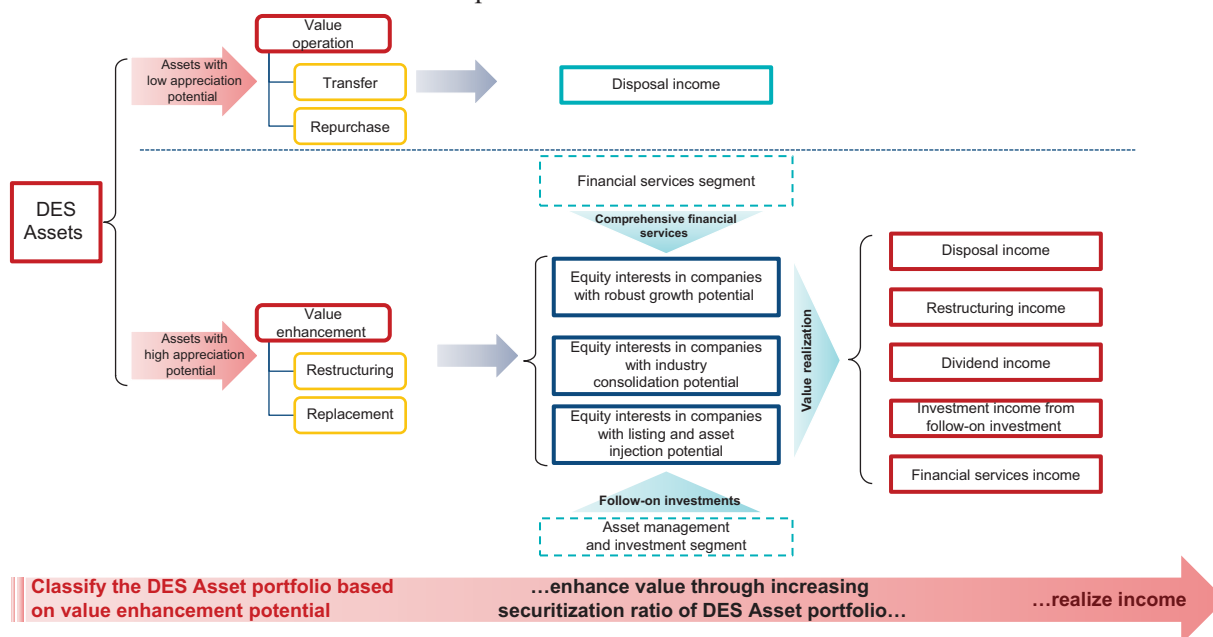 Value
operation
Assets with
low appreciation
potential
Transfer
Repurchase
Disposal income
DES
Assets
Financial services segment
Comprehensive financial
services
Assets with
high appreciation
potential
Value
enhancement
Restructuring
Replacement
Equity interests in companies
with robust growth potential
Equity interests in companies
with industry
consolidation potential
Equity interests in companies
with listing and asset
injection potential
Follow-on investments
Asset management
and investment segment
Value realization
Disposal income
Restructuring income
Dividend income
Investment income from
follow-on investment
Financial services income
Classify the DES Asset portfolio based
on value enhancement potential
…enhance value through increasing
securitization ratio of DES Asset portfolio…
…realize income